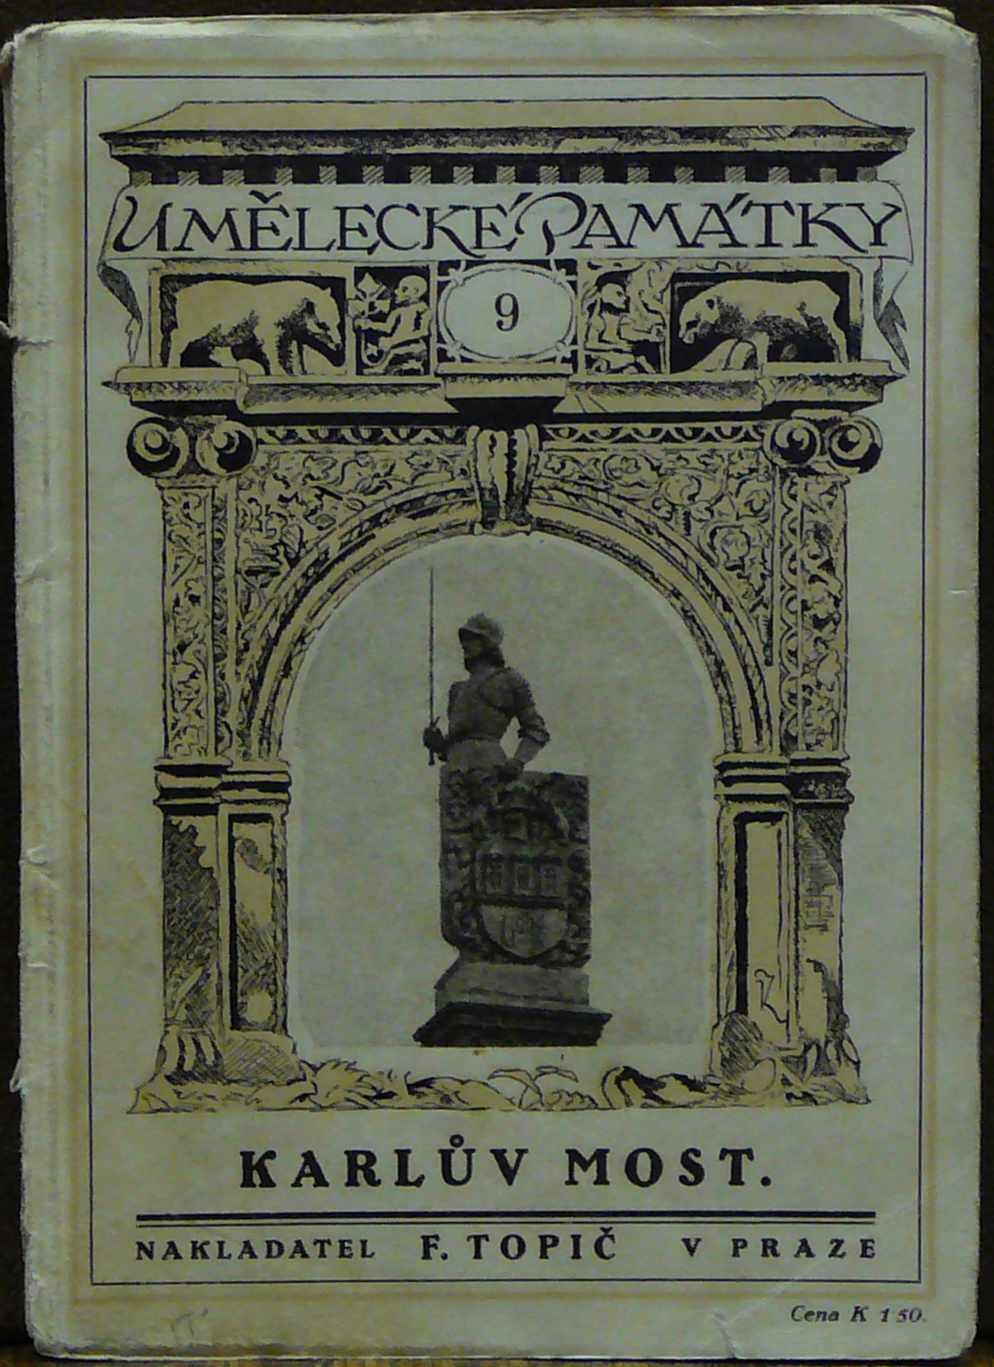 UMĚLECKÉ PAMÁTKY
9
KARLŮV MOST.
NAKLADATEL F. TOPIČ V PRAZE
Cena K 1·50.